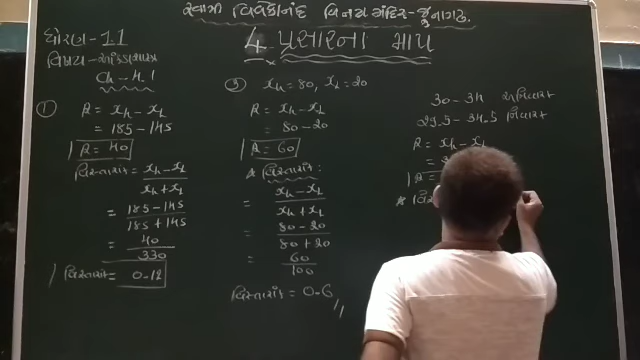 સ્વામી વિવેકાનંદ વિનય મંદિર - જુનાગઢ.
4 પ્રસારના માપ
ધોરણ - 11
વિષય - આંકડાશાસ્ત્ર
Ch - 4.1
①
R = xH - xL
= 185 - 145
R = 40
વિસ્તારાંક = xH - xL
xH + xL
= 185 - 145
185 + 145
= 40
330
વિસ્તારાંક = 0.12
③ xH = 80, xL = 20
R = xH - xL
= 80 - 20
R = 60
* વિસ્તારાંક:
= xH - xL
xH + xL
= 80 - 20
80 + 20
= 60
100
વિસ્તારાંક = 0.6 //
30 - 34
29.5 - 34.5 નિવારક
R = xH - xL
=
R =
*